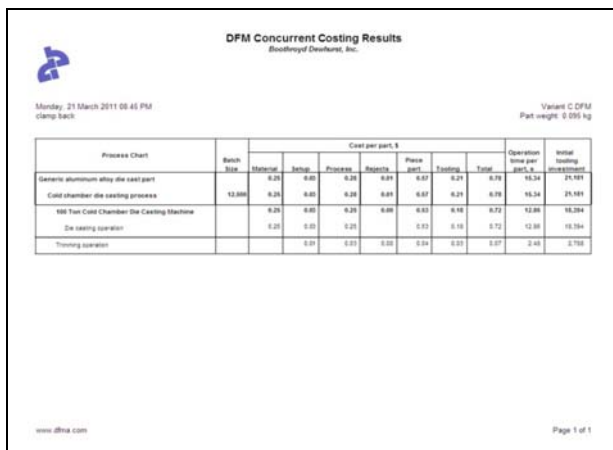 DFM Concurrent Costing Results
Boothroyd Dewhurst, Inc.
Monday, 21 March 2011 08:45 PM
clamp back
Variant C.DFM
Part weight: 0.095 kg
Process Chart
Batch Size
Cost per part, $
Material Setup Process Rejects Piece part Tooling Total
Operation time per part, s
Initial tooling investment
Generic aluminum alloy die cast part 0.25 0.03 0.28 0.01 0.57 0.21 0.78 15.34 21,181
Cold chamber die casting process 12,000 0.25 0.03 0.28 0.01 0.57 0.21 0.78 15.34 21,181
100 Ton Cold Chamber Die Casting Machine 0.25 0.03 0.25 0.00 0.53 0.18 0.72 12.86 18,394
Die casting operation 0.25 0.03 0.25 0.53 0.18 0.72 12.86 18,394
Trimming operation 0.01 0.03 0.00 0.04 0.03 0.07 2.48
www.dfma.com
Page 1 of 1